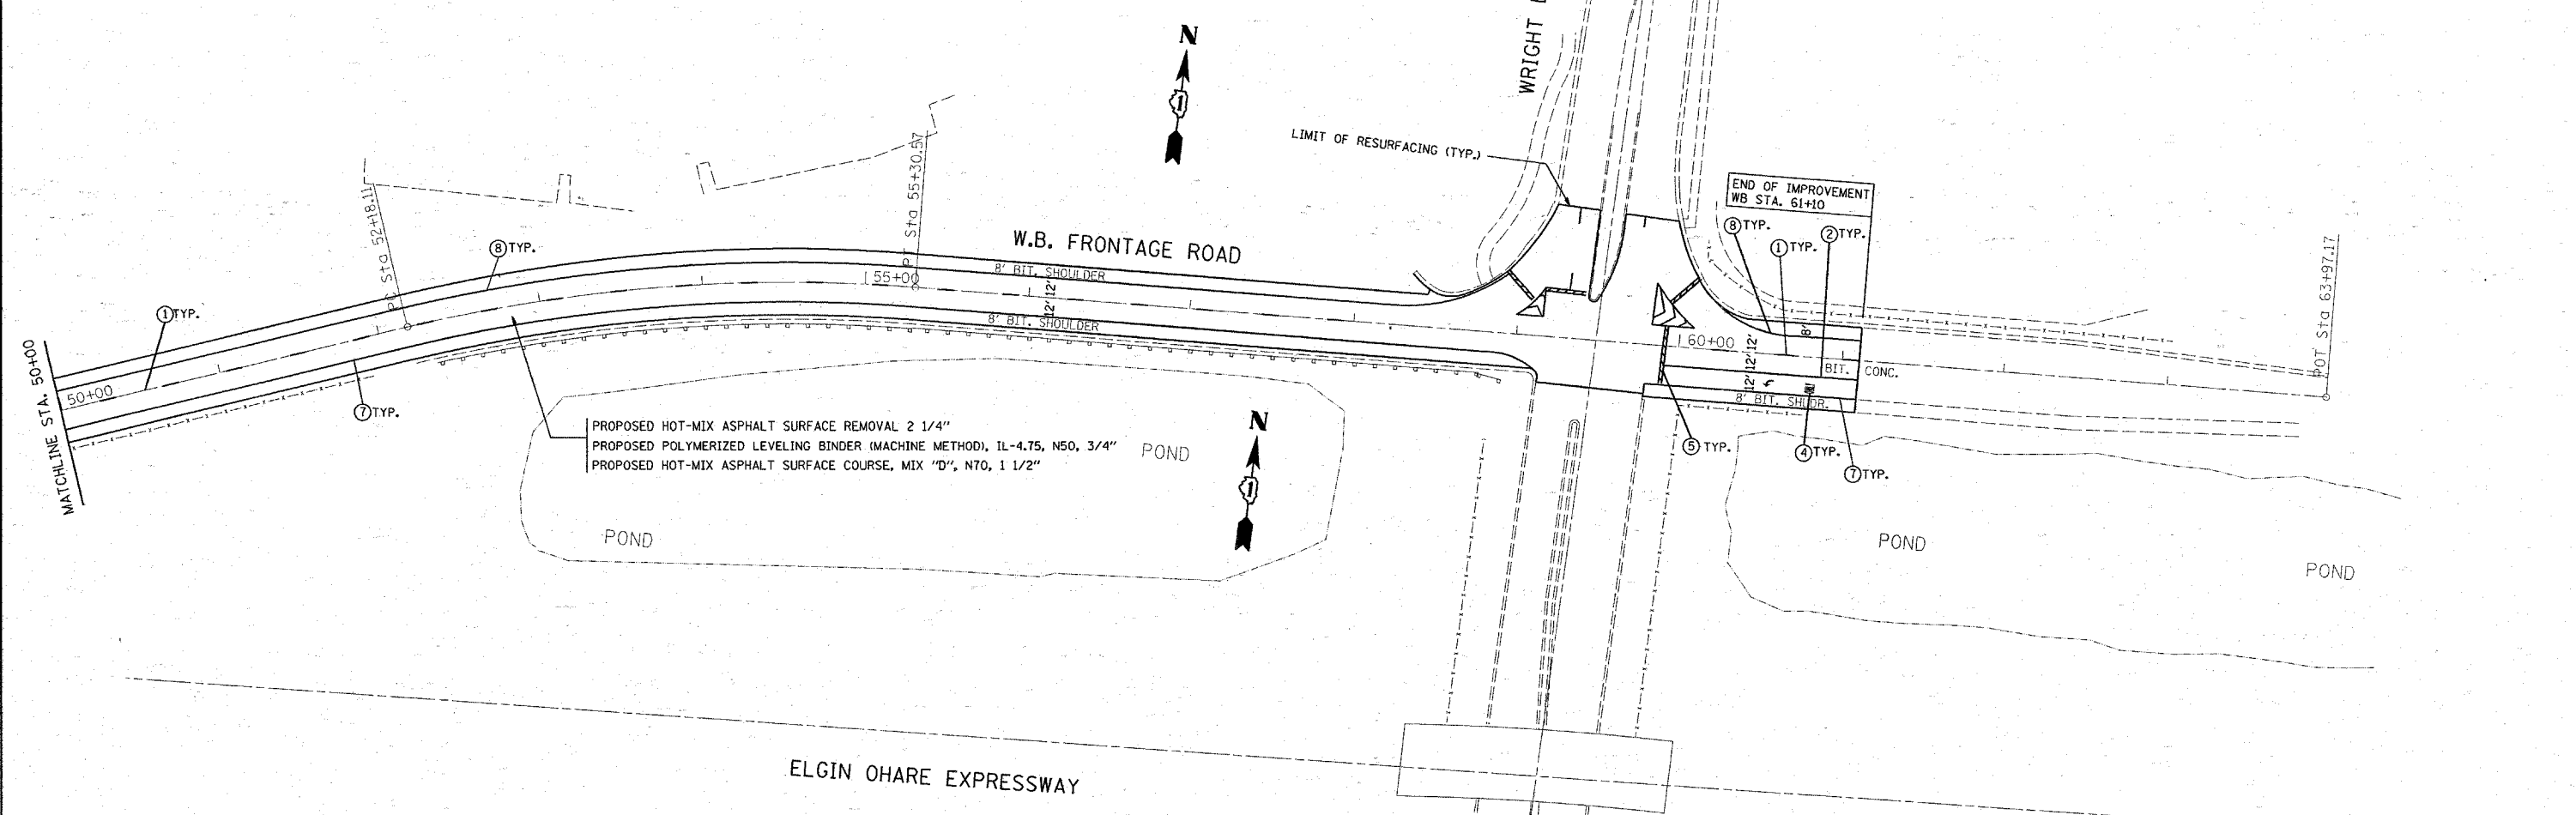 N
WRIGHT
LIMIT OF RESURFACING (TYP.)
END OF IMPROVEMENT
WB STA. 61+10
8 TYP.
1 TYP.
2 TYP.
PC Sta 52+18.11
PT Sta 55+30.57
POT Sta 63+97.17
W.B. FRONTAGE ROAD
8 TYP.
1 TYP.
8' BIT. SHOULDER
55+00
12' 12'
8' BIT. SHOULDER
8'
60+00
12' 12' 12'
BIT. CONC.
8' BIT. SHLDR.
MATCHLINE STA. 50+00
50+00
7 TYP.
5 TYP.
4 TYP.
7 TYP.
PROPOSED HOT-MIX ASPHALT SURFACE REMOVAL 2 1/4"
PROPOSED POLYMERIZED LEVELING BINDER (MACHINE METHOD), IL-4.75, N50, 3/4"
PROPOSED HOT-MIX ASPHALT SURFACE COURSE, MIX "D", N70, 1 1/2"
POND
N
POND
POND
POND
ELGIN OHARE EXPRESSWAY